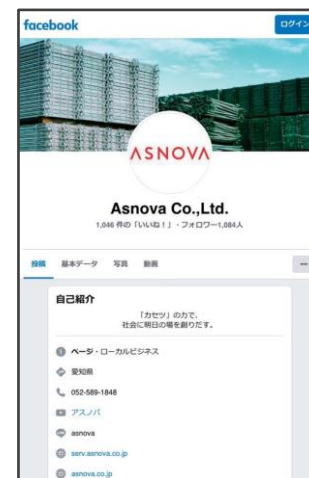 facebook
ログイン
ASNOVA
Asnova Co.,Ltd.
1,046 件の「いいね！」・フォロワー1,084人
投稿 基本データ 写真 動画
自己紹介
「カセツ」の力で、
社会に明日の場を創りだす。
ページ・ローカルビジネス
愛知県
052-589-1848
アスノバ
asnova
serv.asnova.co.jp
asnova.co.jp